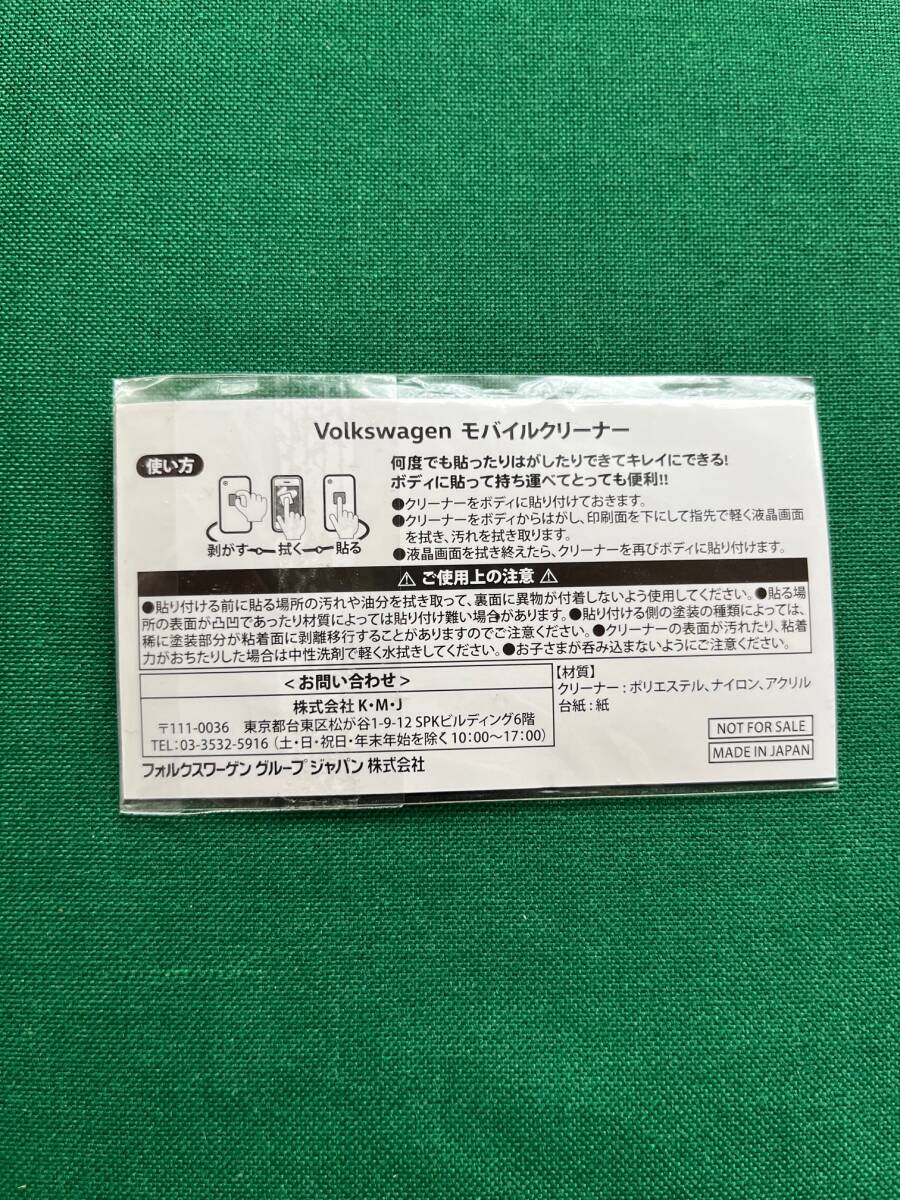 Volkswagen モバイルクリーナー
使い方
剥がす 拭く 貼る
何度でも貼ったりはがしたりできてキレイにできる!
ボディに貼って持ち運べてとっても便利!!
●クリーナーをボディに貼り付けておきます。
●クリーナーをボディからはがし、印刷面を下にして指先で軽く液晶画面
を拭き、汚れを拭き取ります。
●液晶画面を拭き終えたら、クリーナーを再びボディに貼り付けます。
⚠ ご使用上の注意 ⚠
●貼り付ける前に貼る場所の汚れや油分を拭き取って、裏面に異物が付着しないよう使用してください。●貼る場
所の表面が凸凹であったり材質によっては貼り付け難い場合があります。●貼り付ける側の塗装の種類によっては、
稀に塗装部分が粘着面に剥離移行することがありますのでご注意ください。●クリーナーの表面が汚れたり、粘着
力がおちたりした場合は中性洗剤で軽く水拭きしてください。●お子さまが呑み込まないようにご注意ください。
<お問い合わせ>
株式会社 K・M・J
〒111-0036 東京都台東区松が谷1-9-12 SPKビルディング6階
TEL:03-3532-5916 (土・日・祝日・年末年始を除く 10:00〜17:00)
フォルクスワーゲン グループ ジャパン 株式会社
【材質】
クリーナー:ポリエステル、ナイロン、アクリル
台紙:紙
NOT FOR SALE
MADE IN JAPAN